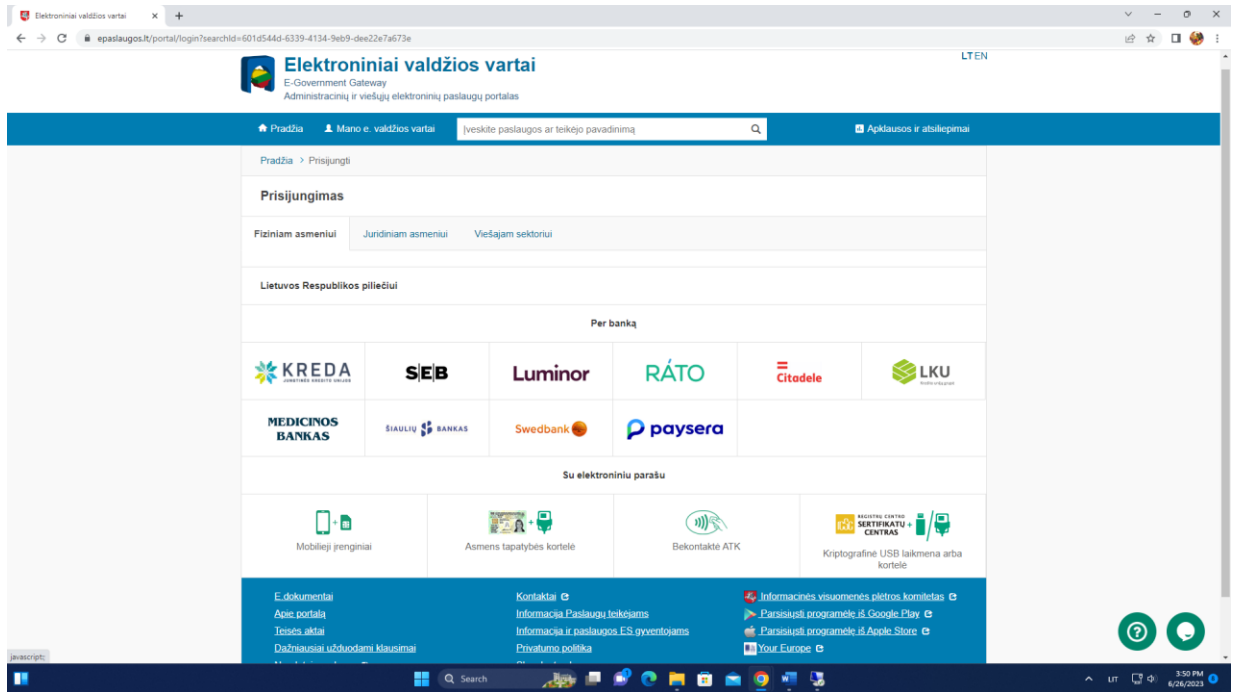 Elektroniniai valdžios vartai
epaslaugos.lt/portal/login?searchId=601d544d-6339-4134-9eb9-dee22e7a673e
LT EN
Elektroniniai valdžios vartai
E-Government Gateway
Administracinių ir viešųjų elektroninių paslaugų portalas
Pradžia Mano e. valdžios vartai Įveskite paslaugos ar teikėjo pavadinimą Apklausos ir atsiliepimai
Pradžia > Prisijungti
Prisijungimas
Fiziniam asmeniui Juridiniam asmeniui Viešajam sektoriui
Lietuvos Respublikos piliečiui
Per banką
KREDA SEB Luminor RÁTO Citadele LKU
JUNGTINĖS KREDITO UNIJOS
MEDICINOS BANKAS ŠIAULIŲ BANKAS Swedbank paysera
Su elektroniniu parašu
REGISTRŲ CENTRO
SERTIFIKATŲ
CENTRAS
Mobilieji įrenginiai Asmens tapatybės kortelė Bekontaktė ATK Kriptografinė USB laikmena arba kortelė
E.dokumentai Kontaktai Informacinės visuomenės plėtros komitetas
Apie portalą Informacija Paslaugų teikėjams Parsisiųsti programėlę iš Google Play
Teisės aktai Informacija ir paslaugos ES gyventojams Parsisiųsti programėlę iš Apple Store
Dažniausiai užduodami klausimai Privatumo politika Your Europe
javascript:;
Search
LIT
3:50 PM
6/26/2023